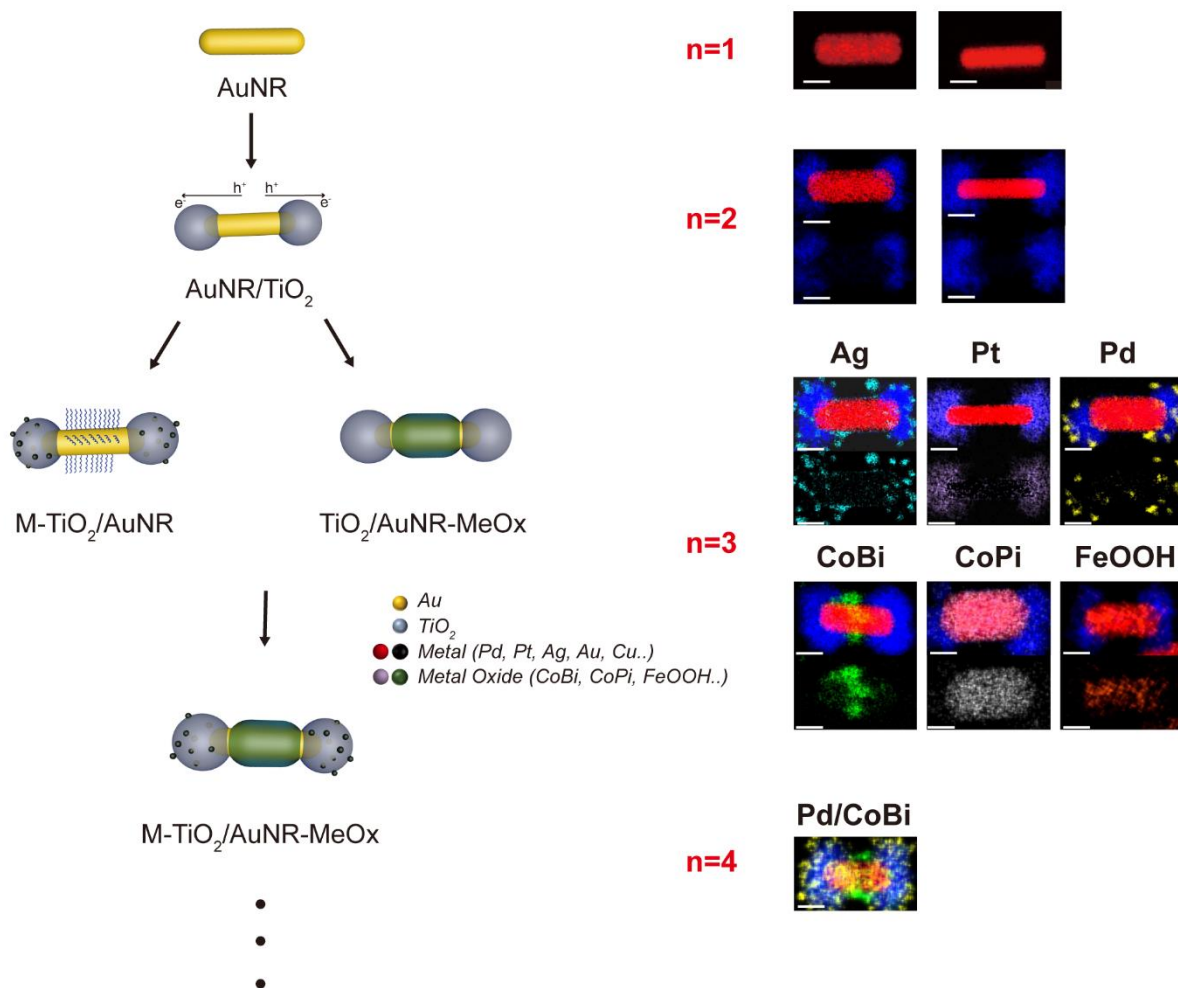 AuNR
n=1
h⁺ h⁺
e⁻ e⁻
n=2
AuNR/TiO₂
Ag Pt Pd
M-TiO₂/AuNR TiO₂/AuNR-MeOx
n=3
CoBi CoPi FeOOH
Au
TiO₂
Metal (Pd, Pt, Ag, Au, Cu..)
Metal Oxide (CoBi, CoPi, FeOOH..)
M-TiO₂/AuNR-MeOx
Pd/CoBi
n=4